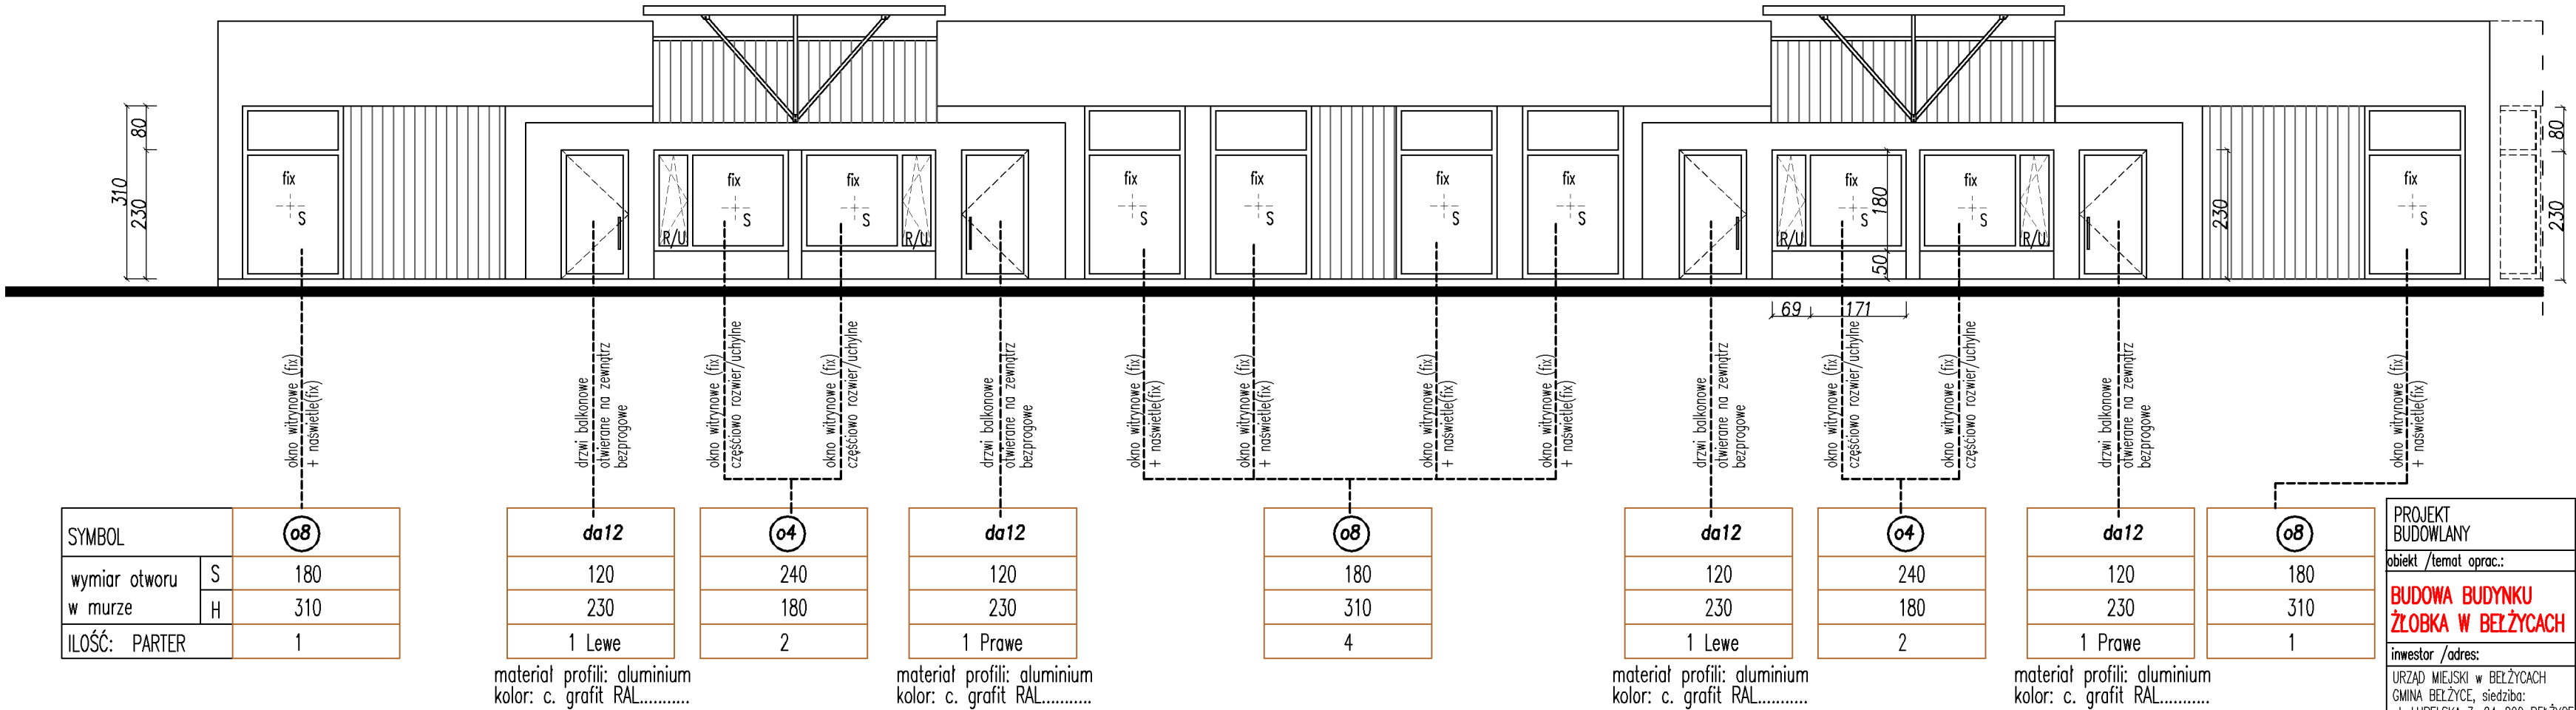 310
80
230
fix
S
R/U
fix
S
fix
S
R/U
fix
S
fix
S
fix
S
fix
S
R/U
fix
S
180
50
fix
S
R/U
230
fix
S
80
230
69
171
okno witrynowe (fix)
+ naświetle(fix)
drzwi balkonowe
otwierane na zewnątrz
bezprogowe
okno witrynowe (fix)
częściowo rozwier/uchylne
okno witrynowe (fix)
częściowo rozwier/uchylne
drzwi balkonowe
otwierane na zewnątrz
bezprogowe
okno witrynowe (fix)
+ naświetle(fix)
okno witrynowe (fix)
+ naświetle(fix)
okno witrynowe (fix)
+ naświetle(fix)
okno witrynowe (fix)
+ naświetle(fix)
drzwi balkonowe
otwierane na zewnątrz
bezprogowe
okno witrynowe (fix)
częściowo rozwier/uchylne
okno witrynowe (fix)
częściowo rozwier/uchylne
drzwi balkonowe
otwierane na zewnątrz
bezprogowe
okno witrynowe (fix)
+ naświetle(fix)
SYMBOL o8 da12 o4 da12 o8 da12 o4 da12 o8
wymiar otworu w murze
S 180 120 240 120 180 120 240 120 180
H 310 230 180 230 310 230 180 230 310
ILOŚĆ: PARTER 1 1 Lewe 2 1 Prawe 4 1 Lewe 2 1 Prawe 1
materiał profili: aluminium
kolor: c. grafit RAL...........
materiał profili: aluminium
kolor: c. grafit RAL...........
materiał profili: aluminium
kolor: c. grafit RAL...........
materiał profili: aluminium
kolor: c. grafit RAL...........
PROJEKT
BUDOWLANY
obiekt /temat oprac.:
BUDOWA BUDYNKU
ŻŁOBKA W BEŁŻYCACH
inwestor /adres:
URZĄD MIEJSKI w BEŁŻYCACH
GMINA BEŁŻYCE, siedziba: